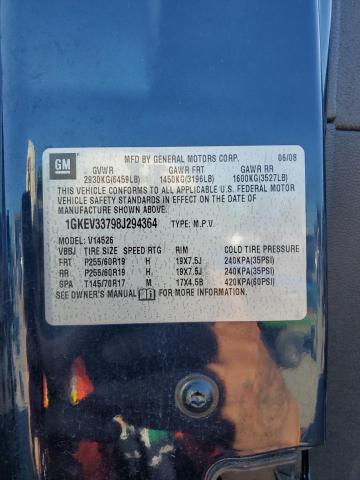 GM
MFD BY GENERAL MOTORS CORP. 06/08
GVWR GAWR FRT GAWR RR
2930KG(6459LB) 1450KG(3196LB) 1600KG(3527LB)
THIS VEHICLE CONFORMS TO ALL APPLICABLE U.S. FEDERAL MOTOR
VEHICLE SAFETY STANDARDS IN EFFECT ON THE DATE OF
MANUFACTURE SHOWN ABOVE.
1GKEV33798J294364 TYPE: M.P.V.
MODEL: V14526
VBBJ TIRE SIZE SPEED RTG RIM COLD TIRE PRESSURE
FRT P255/60R19 H 19X7.5J 240KPA(35PSI)
RR P255/60R19 H 19X7.5J 240KPA(35PSI)
SPA T145/70R17 M 17X4.5B 420KPA(60PSI)
SEE OWNER'S MANUAL FOR MORE INFORMATION.